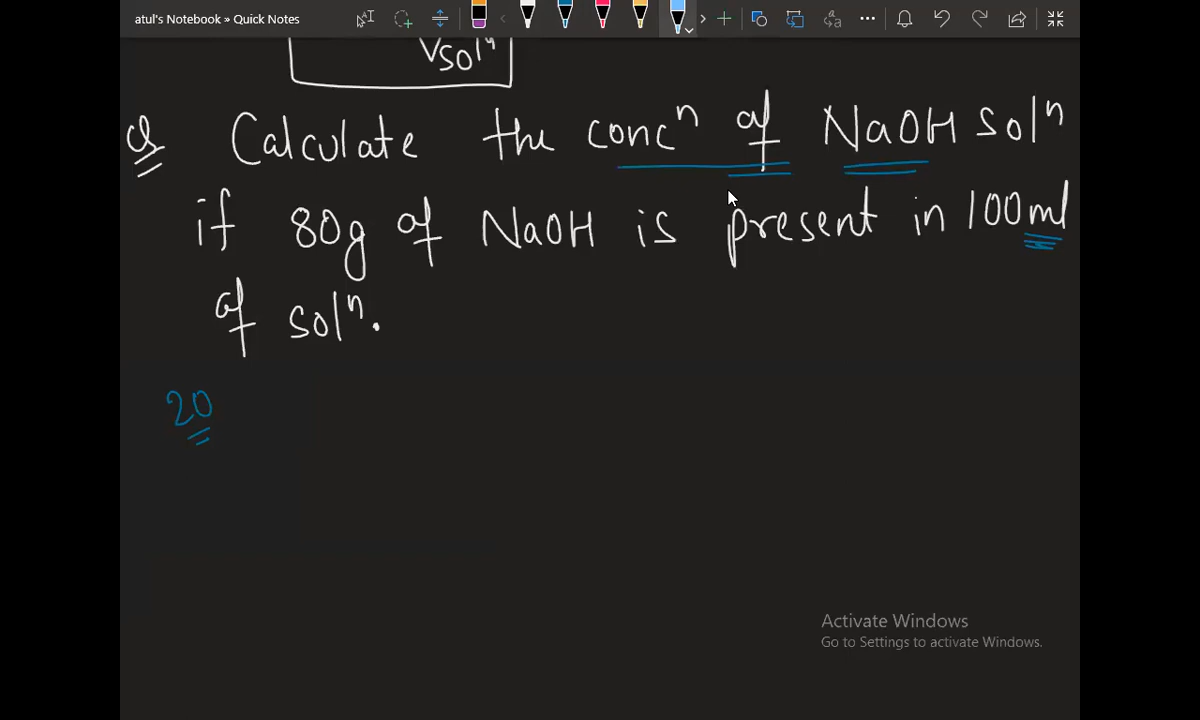 atul's Notebook » Quick Notes
Vsolⁿ
Q Calculate the concⁿ of NaOH solⁿ
if 80g of NaOH is present in 100ml
of solⁿ.
20
Activate Windows
Go to Settings to activate Windows.